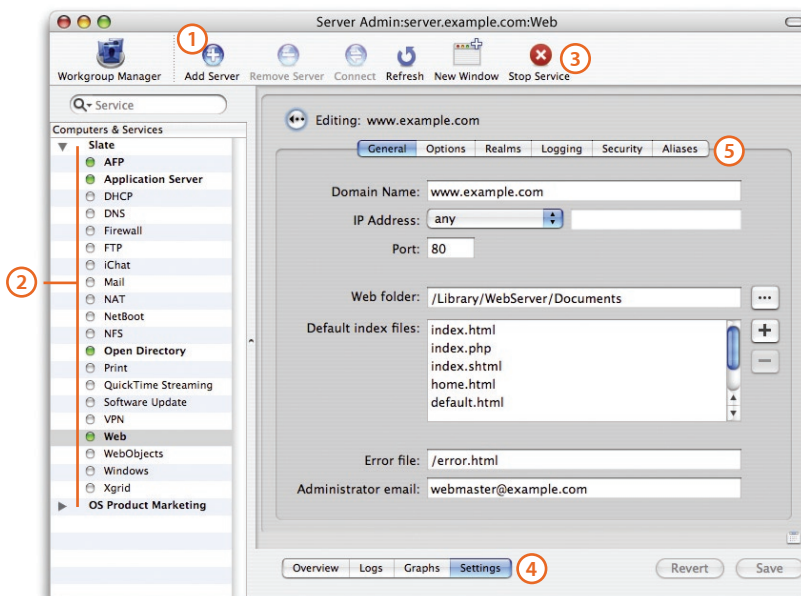 Server Admin:server.example.com:Web
1
3
Workgroup Manager Add Server Remove Server Connect Refresh New Window Stop Service
Service
Computers & Services
Slate
AFP
Application Server
DHCP
DNS
Firewall
FTP
iChat
Mail
NAT
NetBoot
NFS
Open Directory
Print
QuickTime Streaming
Software Update
VPN
Web
WebObjects
Windows
Xgrid
OS Product Marketing
2
Editing: www.example.com
General Options Realms Logging Security Aliases
5
Domain Name: www.example.com
IP Address: any
Port: 80
Web folder: /Library/WebServer/Documents
...
Default index files: index.html
index.php
index.shtml
home.html
default.html
Error file: /error.html
Administrator email: webmaster@example.com
Overview Logs Graphs Settings
4
Revert Save